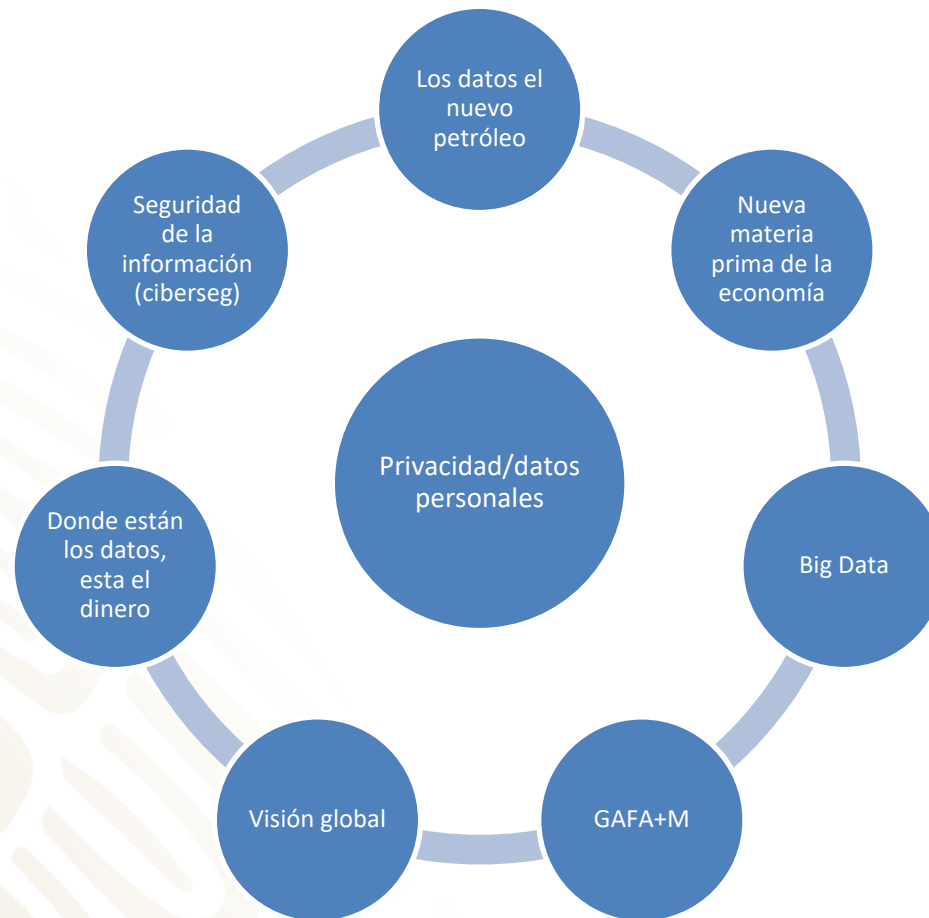 Los datos el
nuevo
petróleo
Nueva
materia
prima de la
economía
Big Data
GAFA+M
Visión global
Donde están
los datos,
esta el
dinero
Seguridad
de la
información
(ciberseg)
Privacidad/datos
personales